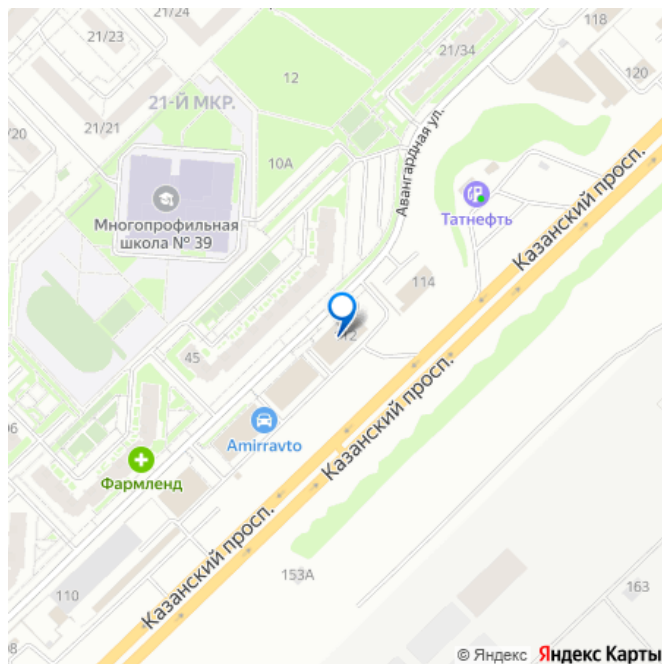 21/24
21/23
118
12
21/34
120
21-Й МКР.
21/21
/20
10А
Авангардная ул.
Татнефть
Казанский просп.
Многопрофильная
школа № 39
114
12
45
Казанский просп.
Amirravto
Фармленд
Казанский просп.
153А
110
163
© Яндекс Яндекс Карты